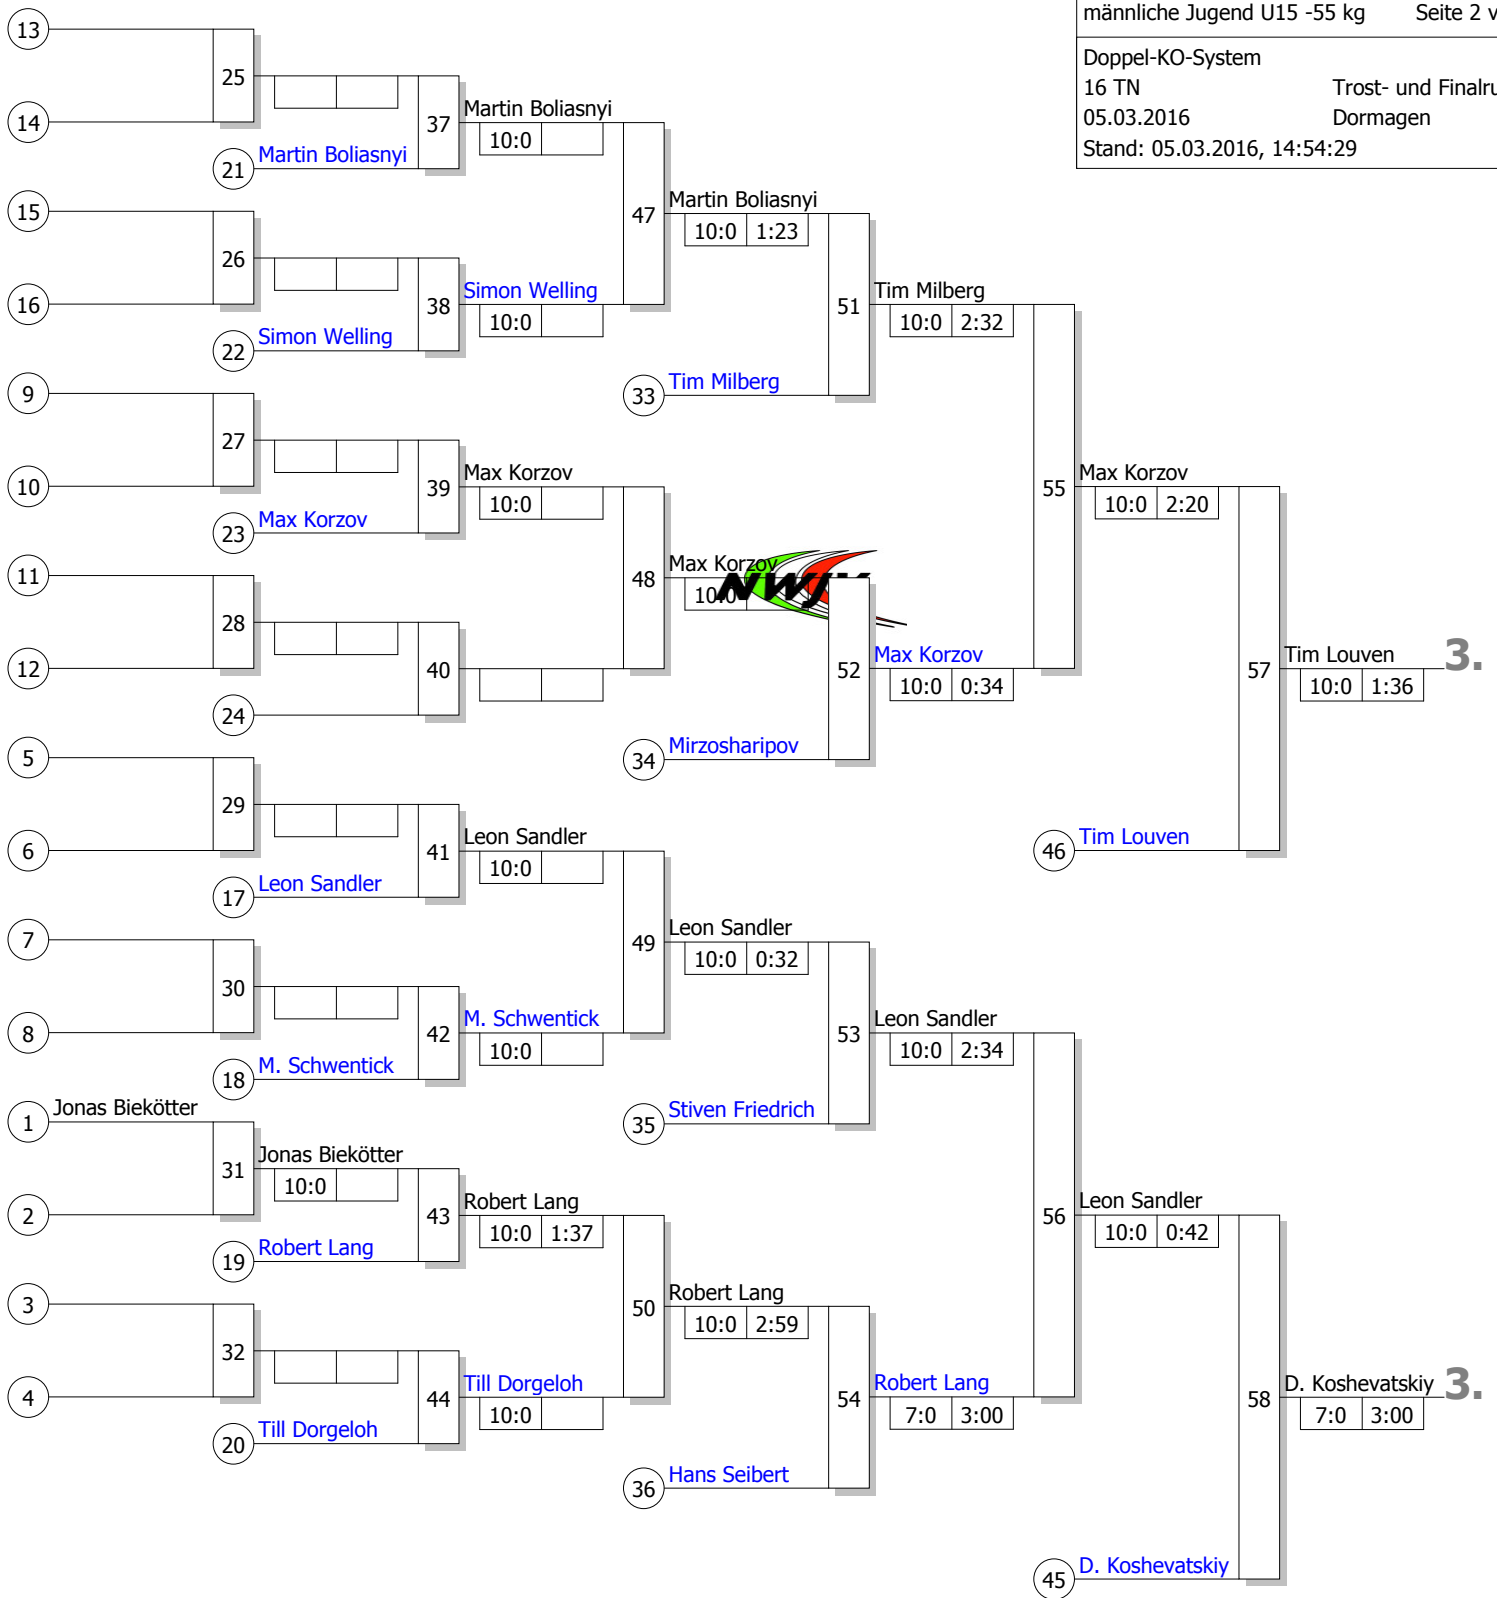 männliche Jugend U15 -55 kg Seite 2 v
Doppel-KO-System
16 TN Trost- und Finalru
05.03.2016 Dormagen
Stand: 05.03.2016, 14:54:29
13
25
14
37
Martin Boliasnyi
10:0
21
Martin Boliasnyi
15
47
Martin Boliasnyi
10:0 1:23
26
16
38
Simon Welling
10:0
22
Simon Welling
51
Tim Milberg
10:0 2:32
33
Tim Milberg
9
27
10
39
Max Korzov
10:0
23
Max Korzov
55
Max Korzov
10:0 2:20
11
48
Max Korzov
10:0
28
12
40
24
52
Max Korzov
10:0 0:34
34
Mirzosharipov
57
Tim Louven
10:0 1:36
3.
5
29
6
41
Leon Sandler
10:0
17
Leon Sandler
46
Tim Louven
7
49
Leon Sandler
10:0 0:32
30
8
42
M. Schwentick
10:0
18
M. Schwentick
53
Leon Sandler
10:0 2:34
35
Stiven Friedrich
1
Jonas Biekötter
31
Jonas Biekötter
10:0
2
43
Robert Lang
10:0 1:37
19
Robert Lang
56
Leon Sandler
10:0 0:42
3
50
Robert Lang
10:0 2:59
32
4
44
Till Dorgeloh
10:0
20
Till Dorgeloh
54
Robert Lang
7:0 3:00
36
Hans Seibert
58
D. Koshevatskiy
7:0 3:00
3.
45
D. Koshevatskiy